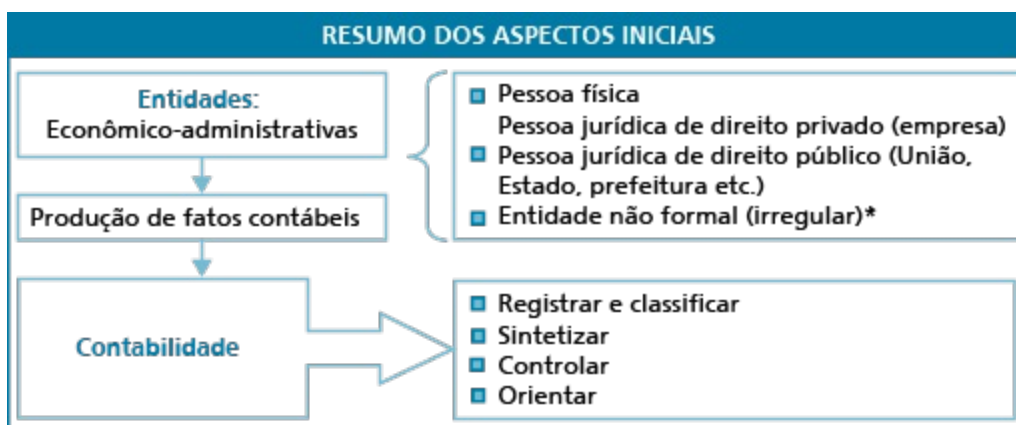 RESUMO DOS ASPECTOS INICIAIS
Entidades:
Econômico-administrativas
Produção de fatos contábeis
Contabilidade
Pessoa física
Pessoa jurídica de direito privado (empresa)
Pessoa jurídica de direito público (União,
Estado, prefeitura etc.)
Entidade não formal (irregular)*
Registrar e classificar
Sintetizar
Controlar
Orientar